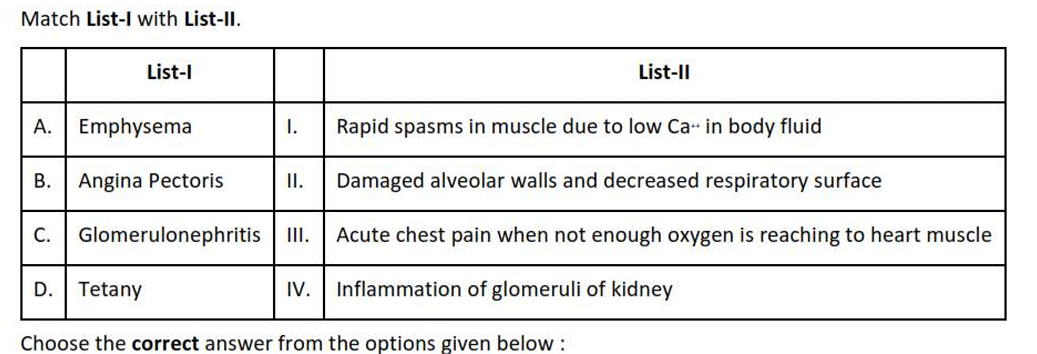 Match List-I with List-II.
List-I List-II
A. Emphysema I. Rapid spasms in muscle due to low Ca⁺⁺ in body fluid
B. Angina Pectoris II. Damaged alveolar walls and decreased respiratory surface
C. Glomerulonephritis III. Acute chest pain when not enough oxygen is reaching to heart muscle
D. Tetany IV. Inflammation of glomeruli of kidney
Choose the correct answer from the options given below :